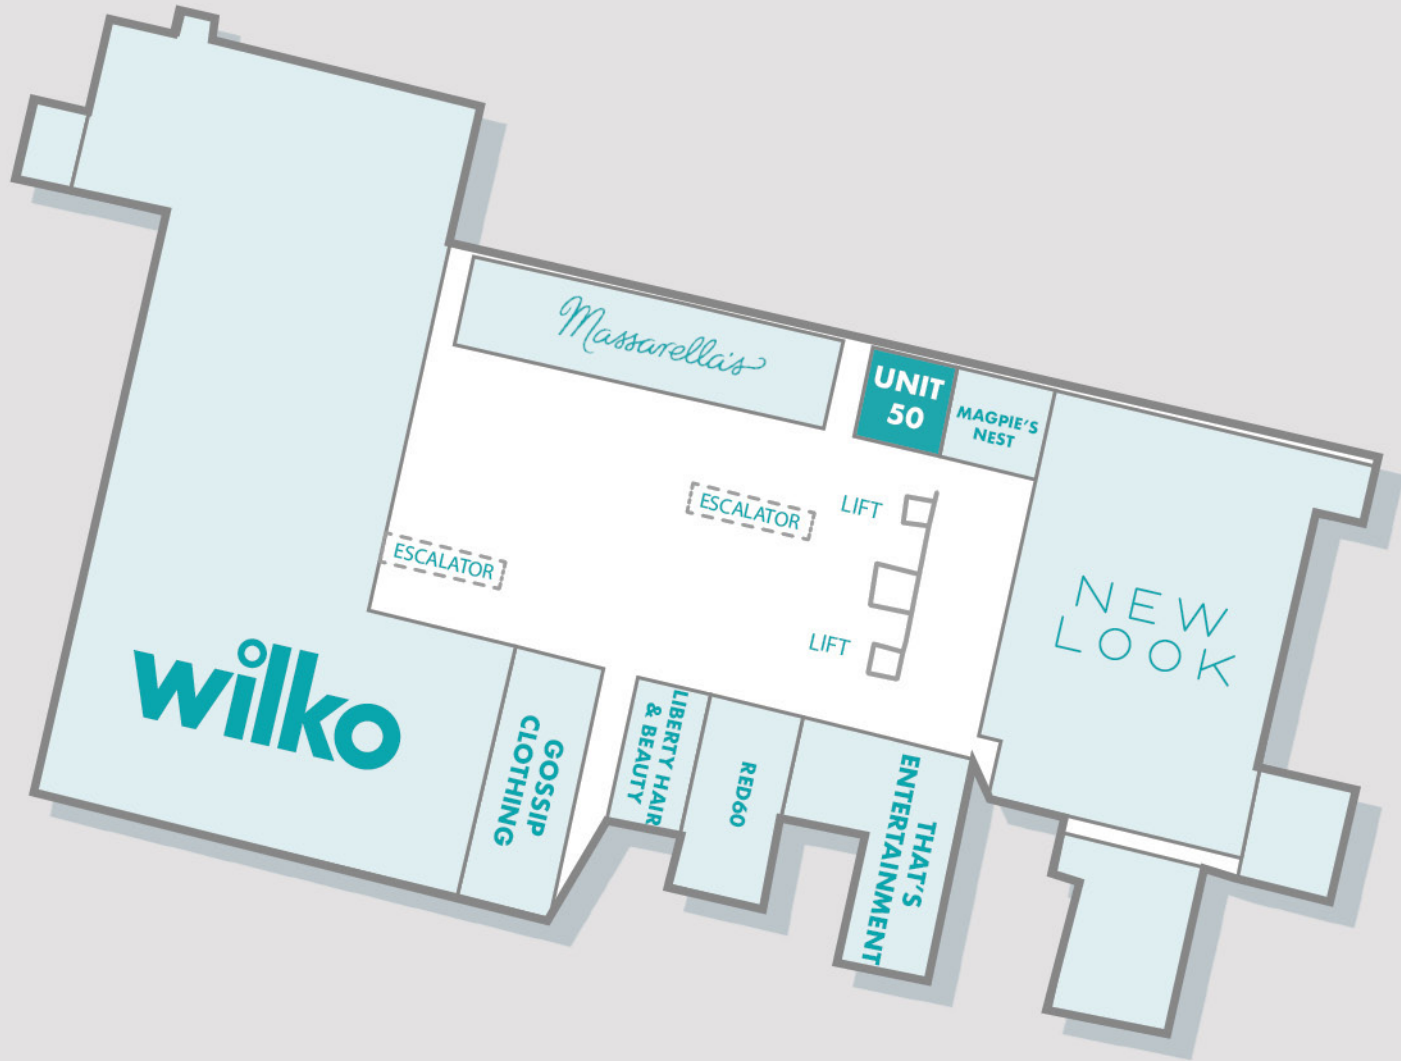 Massarella's
UNIT
50
MAGPIE'S
NEST
ESCALATOR
LIFT
ESCALATOR
LIFT
NEW
LOOK
wilko
GOSSIP
CLOTHING
LIBERTY HAIR
& BEAUTY
RED60
THAT'S
ENTERTAINMENT